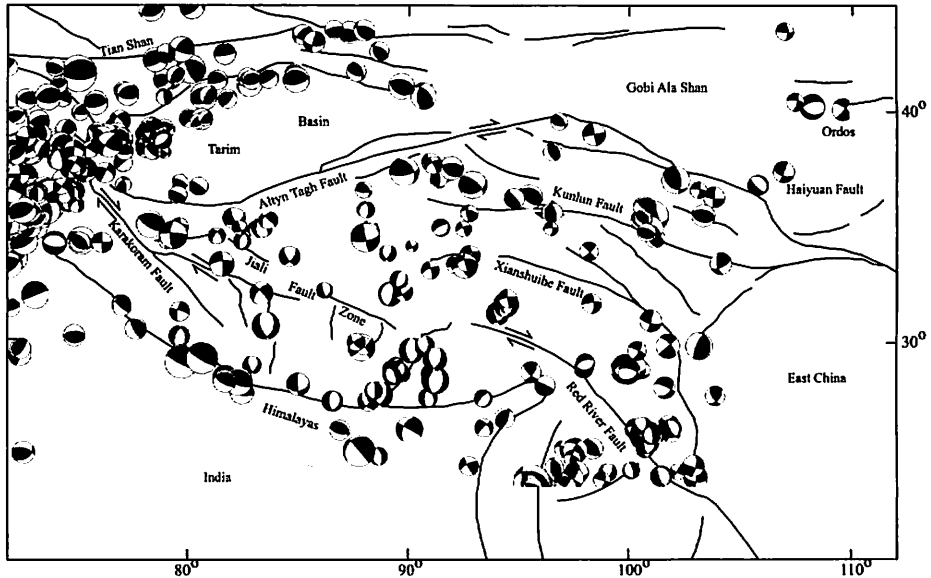 Tian Shan
Gobi Ala Shan
40°
Basin
Ordos
Tarim
Altyn Tagh Fault
Kunlun Fault
Haiyuan Fault
Karakoram Fault
Jiali
Fault
Zone
Xianshuihe Fault
30°
East China
Himalayas
Red River Fault
India
80°
90°
100°
110°